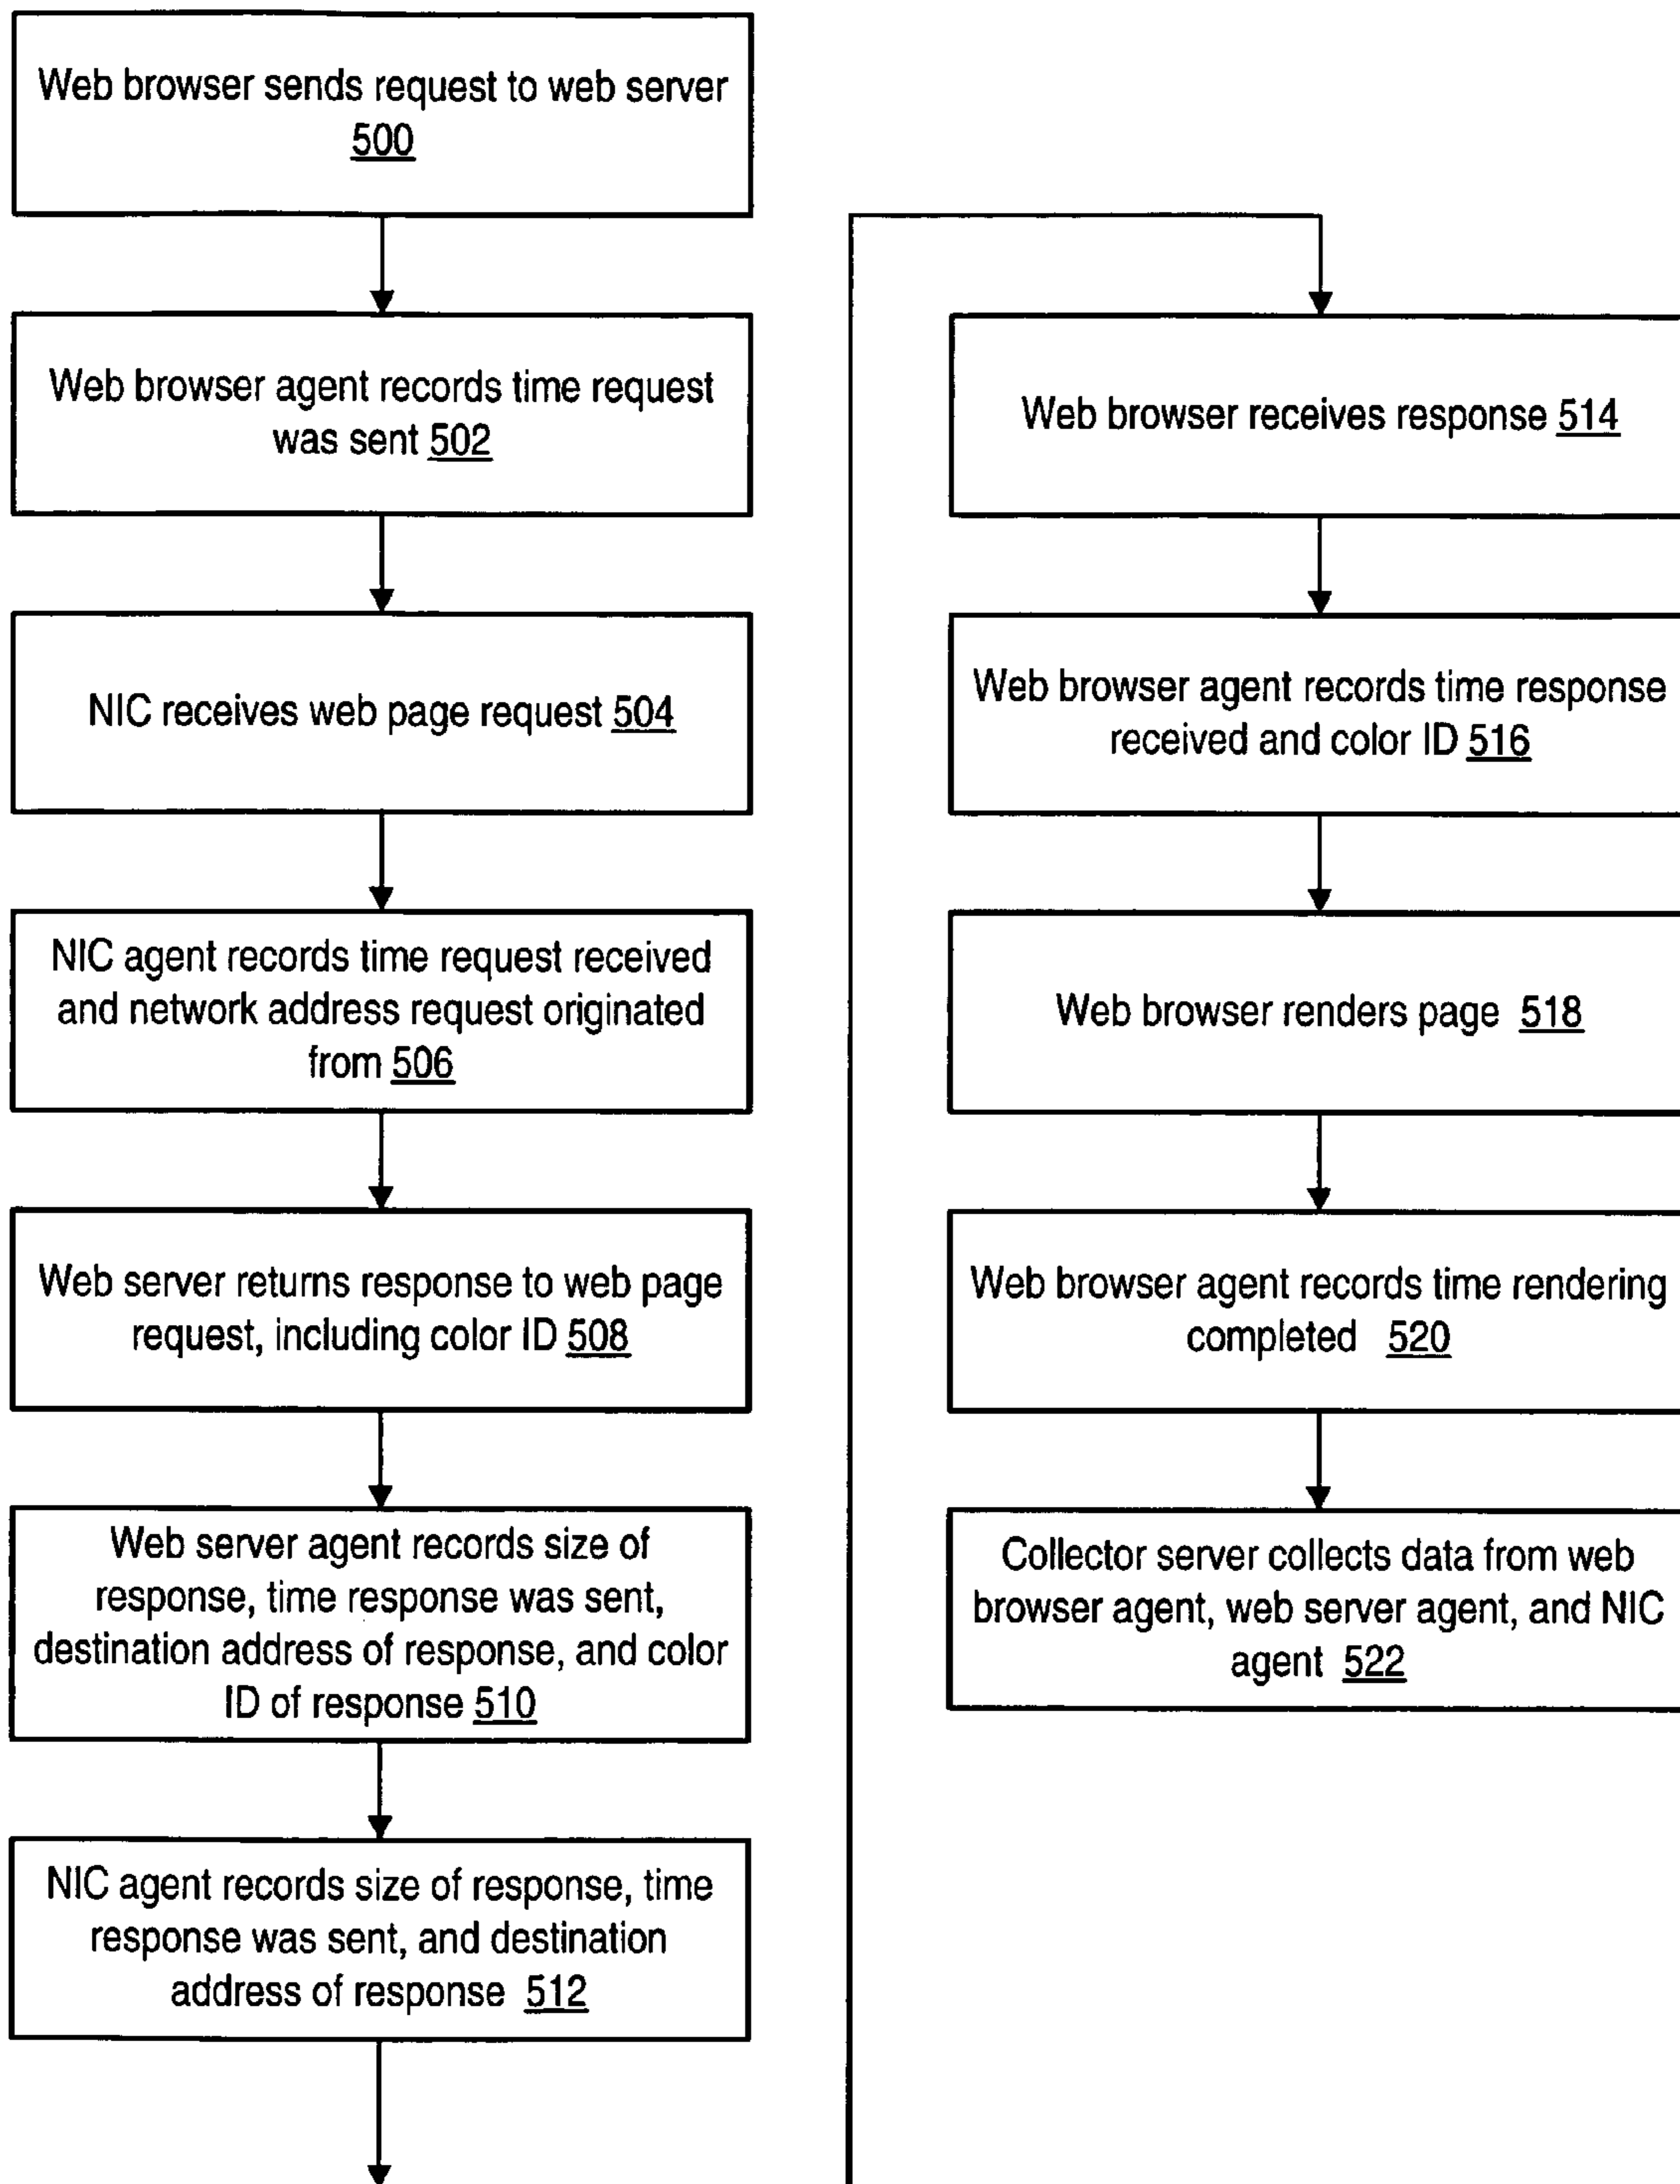 Web browser sends request to web server
500
Web browser agent records time request
was sent 502
NIC receives web page request 504
NIC agent records time request received
and network address request originated
from 506
Web server returns response to web page
request, including color ID 508
Web server agent records size of
response, time response was sent,
destination address of response, and color
ID of response 510
NIC agent records size of response, time
response was sent, and destination
address of response 512
Web browser receives response 514
Web browser agent records time response
received and color ID 516
Web browser renders page 518
Web browser agent records time rendering
completed 520
Collector server collects data from web
browser agent, web server agent, and NIC
agent 522